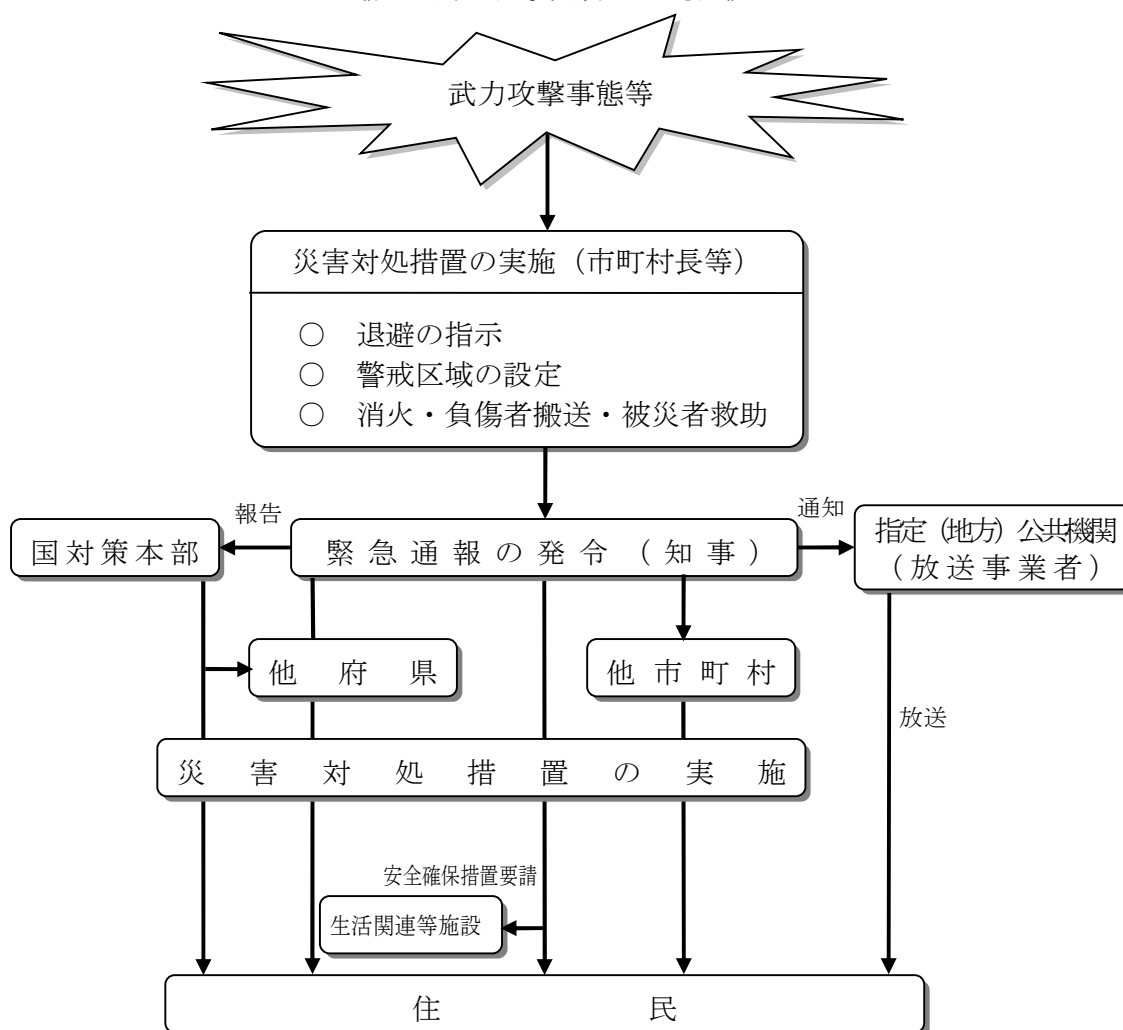 武力攻撃事態等
災害対処措置の実施（市町村長等）
○ 退避の指示
○ 警戒区域の設定
○ 消火・負傷者搬送・被災者救助
報告
通知
国対策本部
緊急通報の発令（知事）
指定（地方）公共機関
（放送事業者）
他府県
他市町村
放送
災害対処措置の実施
安全確保措置要請
生活関連等施設
住民